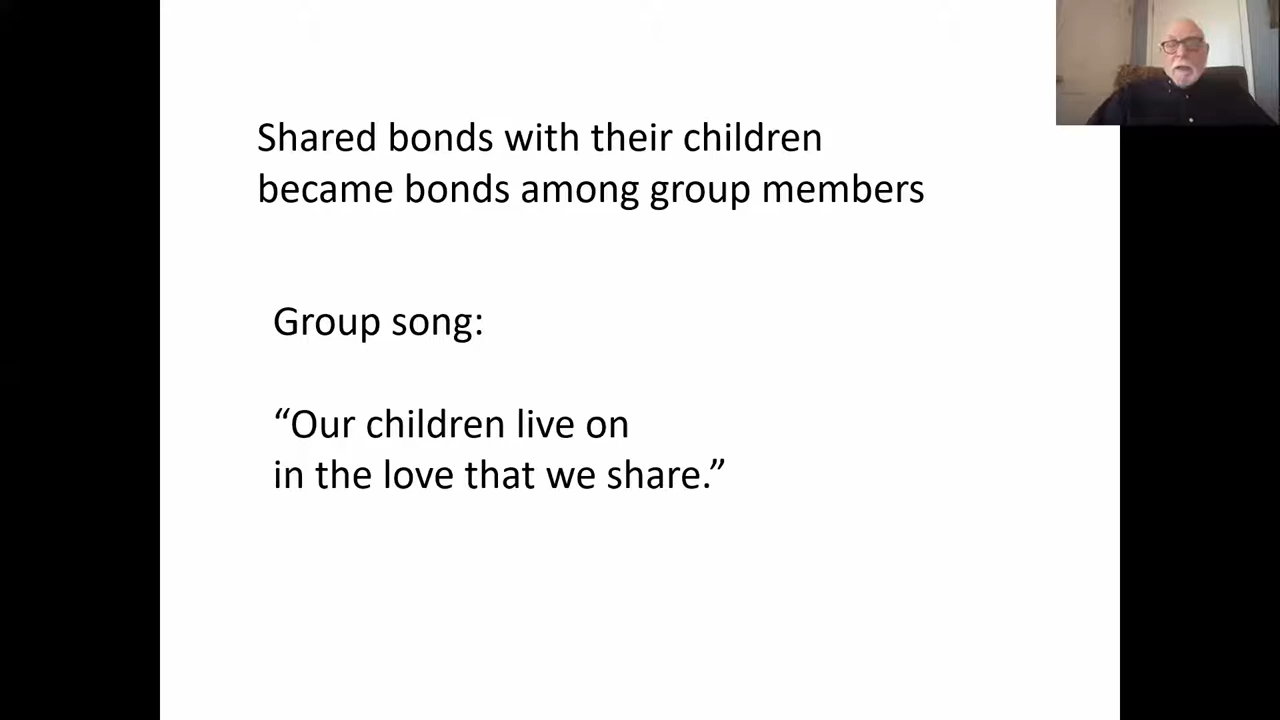 Shared bonds with their children
became bonds among group members
Group song:
“Our children live on
in the love that we share.”